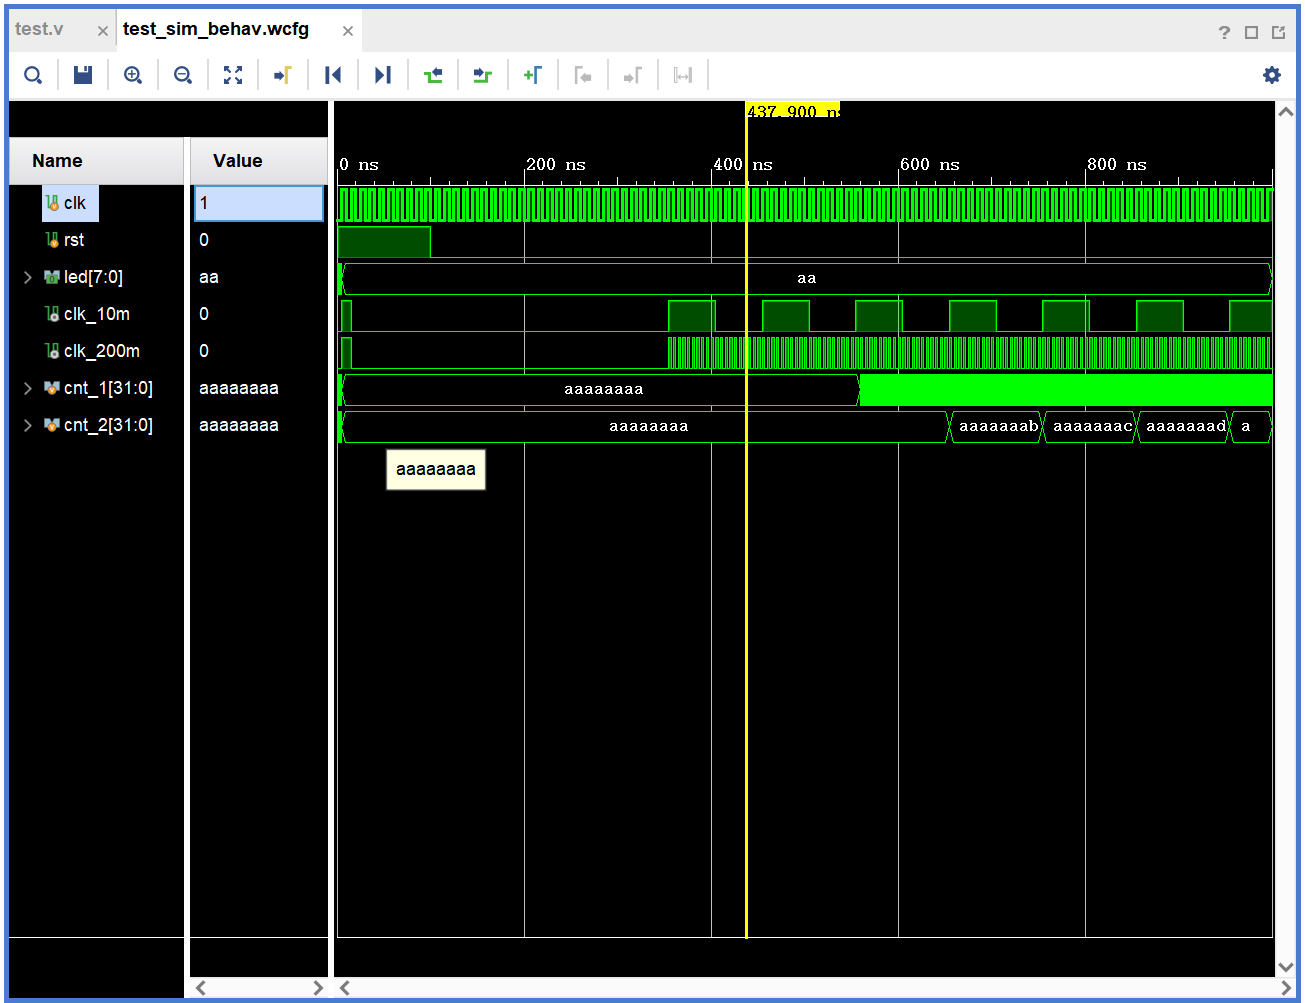 test.v
test_sim_behav.wcfg
?
437.900 ns
Name
Value
0 ns
200 ns
400 ns
600 ns
800 ns
clk
1
rst
0
led[7:0]
aa
aa
clk_10m
0
clk_200m
0
cnt_1[31:0]
aaaaaaaa
aaaaaaaa
cnt_2[31:0]
aaaaaaaa
aaaaaaaa
aaaaaaab
aaaaaaac
aaaaaaad
a
aaaaaaaa